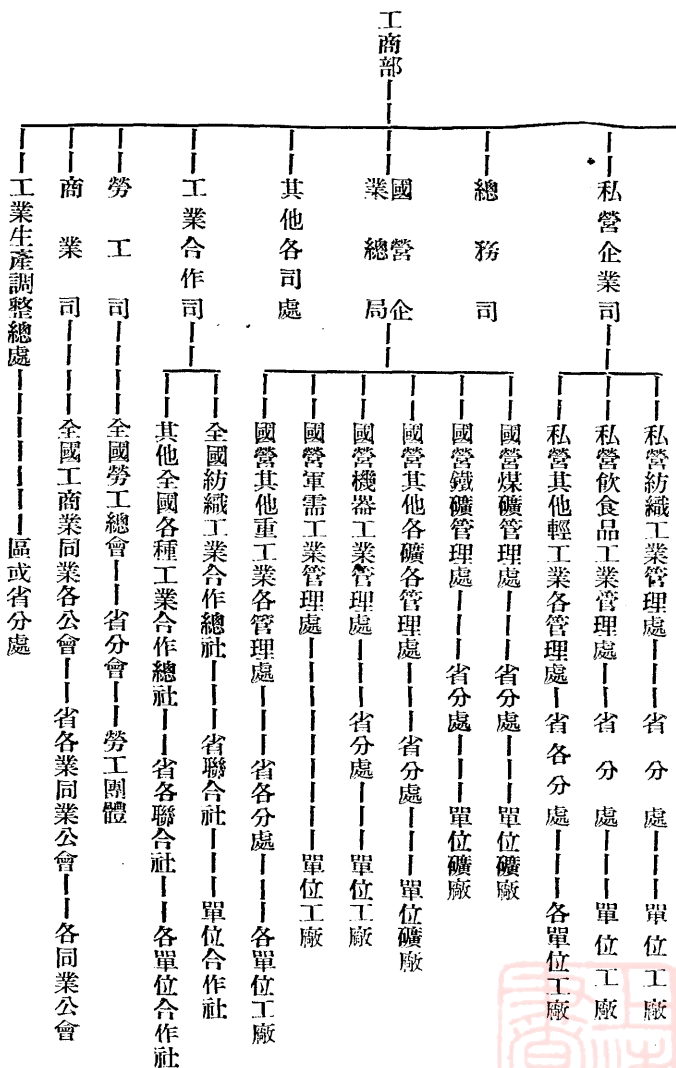 工商部
私營企業司
私營紡織工業管理處 省分處 單位工廠
私營飲食品工業管理處 省分處 單位工廠
私營其他輕工業各管理處 省各分處 各單位工廠
總務司
國營企業總局
國營煤礦管理處 省分處 單位礦廠
國營鐵礦管理處 省分處 單位礦廠
國營其他各礦各管理處 省分處 單位礦廠
國營機器工業管理處 省分處 單位工廠
國營軍需工業管理處 單位工廠
國營其他重工業各管理處 省各分處 各單位工廠
其他各司處
工業合作司
全國紡織工業合作總社 省聯合社 單位合作社
其他全國各種工業合作總社 省各聯合社 各單位合作社
勞工司 全國勞工總會 省分會 勞工團體
商業司 全國工商業同業各公會 省各業同業公會 各同業公會
工業生產調整總處 區或省分處